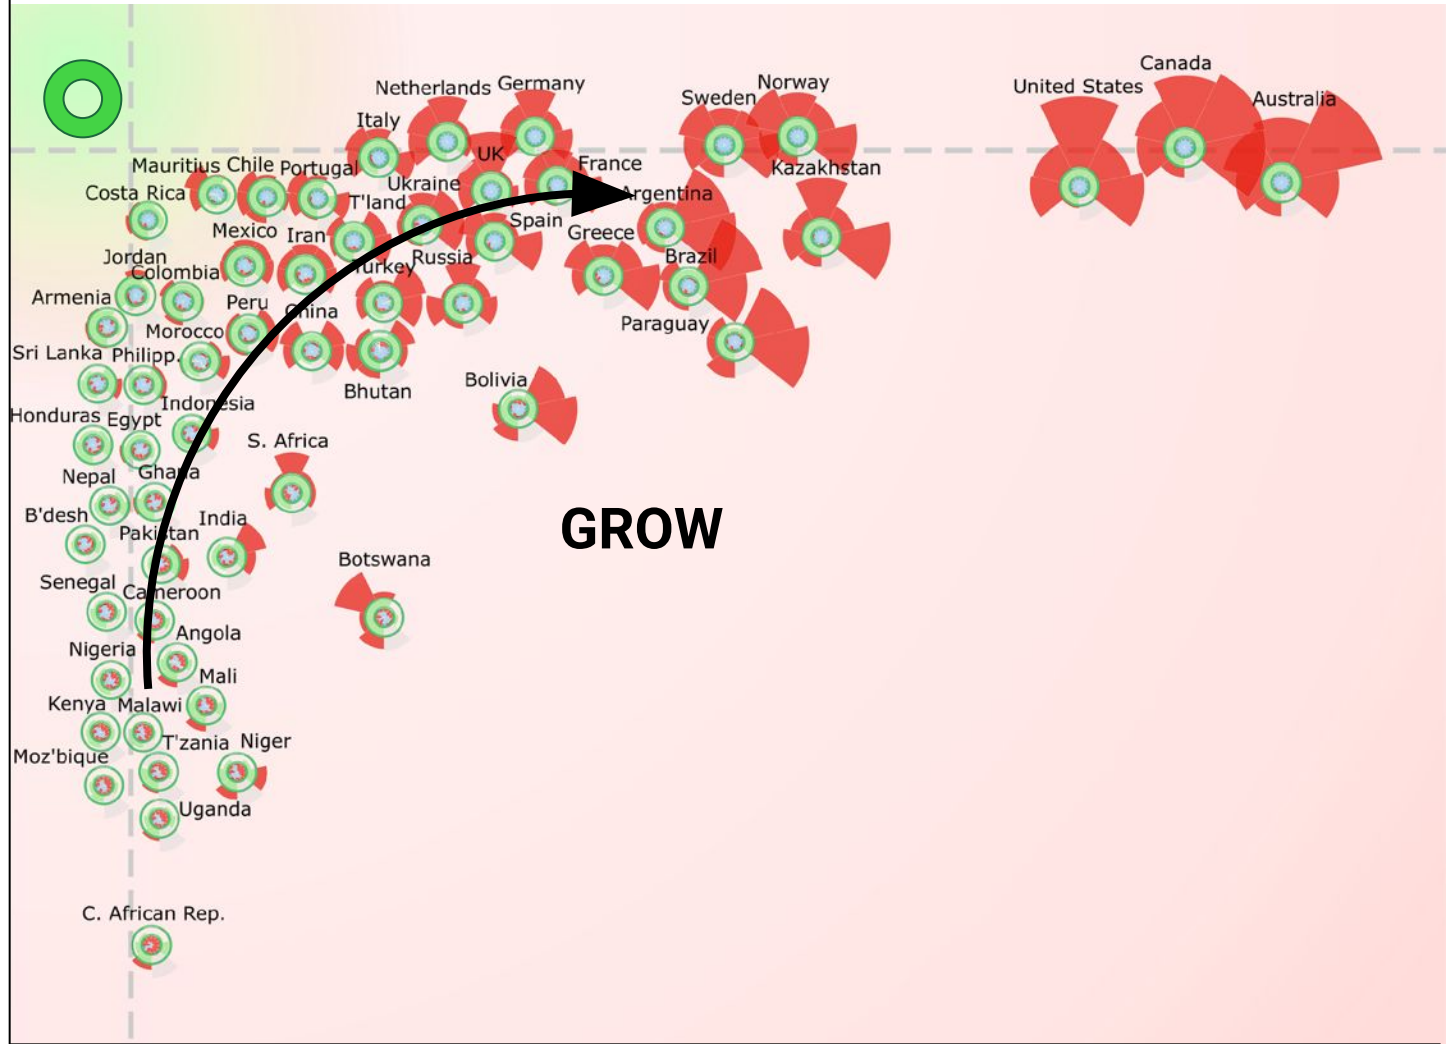 Canada
Netherlands Germany
Norway
United States
Sweden
Australia
Italy
UK
France
Kazakhstan
Mauritius Chile Portugal
Costa Rica
Ukraine
Argentina
T'land
Mexico
Iran
Spain
Greece
Jordan
Russia
Brazil
Colombia
Turkey
Armenia
Peru
China
Paraguay
Morocco
Sri Lanka Philipp.
Bolivia
Bhutan
Indonesia
Honduras Egypt
S. Africa
Nepal
Ghana
B'desh
India
GROW
Pakistan
Botswana
Senegal
Cameroon
Angola
Nigeria
Mali
Kenya Malawi
T'zania Niger
Moz'bique
Uganda
C. African Rep.